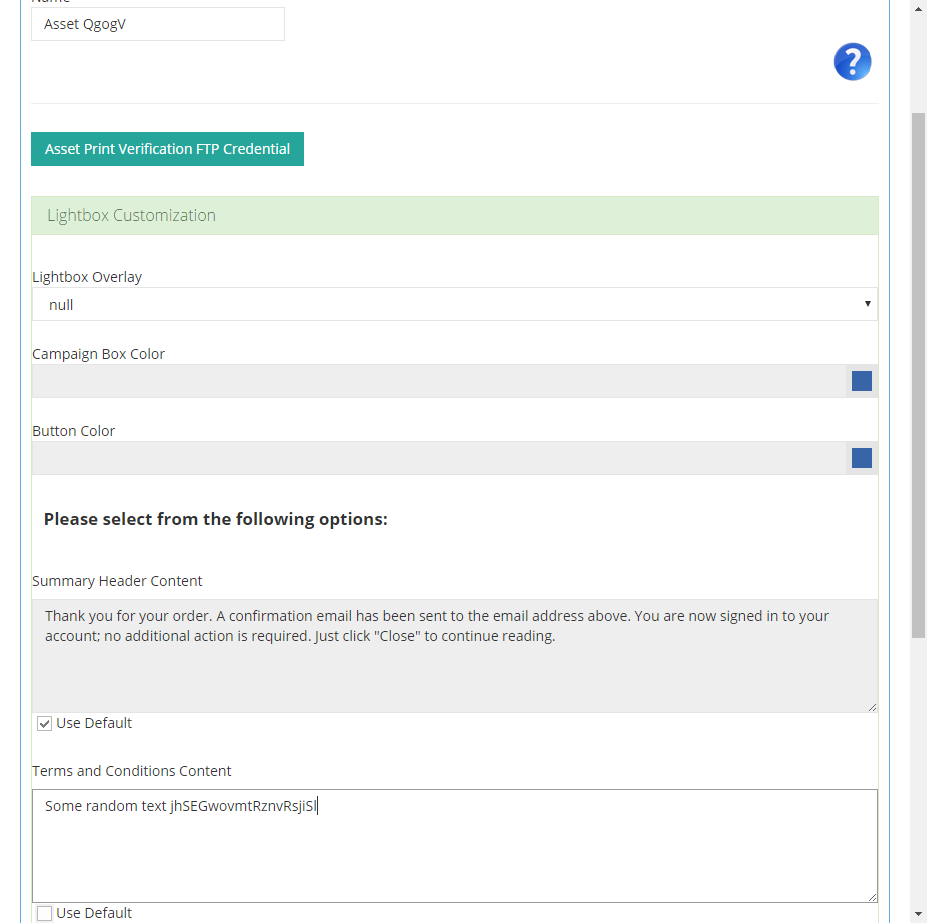 Name
Asset QgogV
?
Asset Print Verification FTP Credential
Lightbox Customization
Lightbox Overlay
null
Campaign Box Color
Button Color
Please select from the following options:
Summary Header Content
Thank you for your order. A confirmation email has been sent to the email address above. You are now signed in to your
account; no additional action is required. Just click "Close" to continue reading.
Use Default
Terms and Conditions Content
Some random text jhSEGwovmtRznvRsjiSl
Use Default